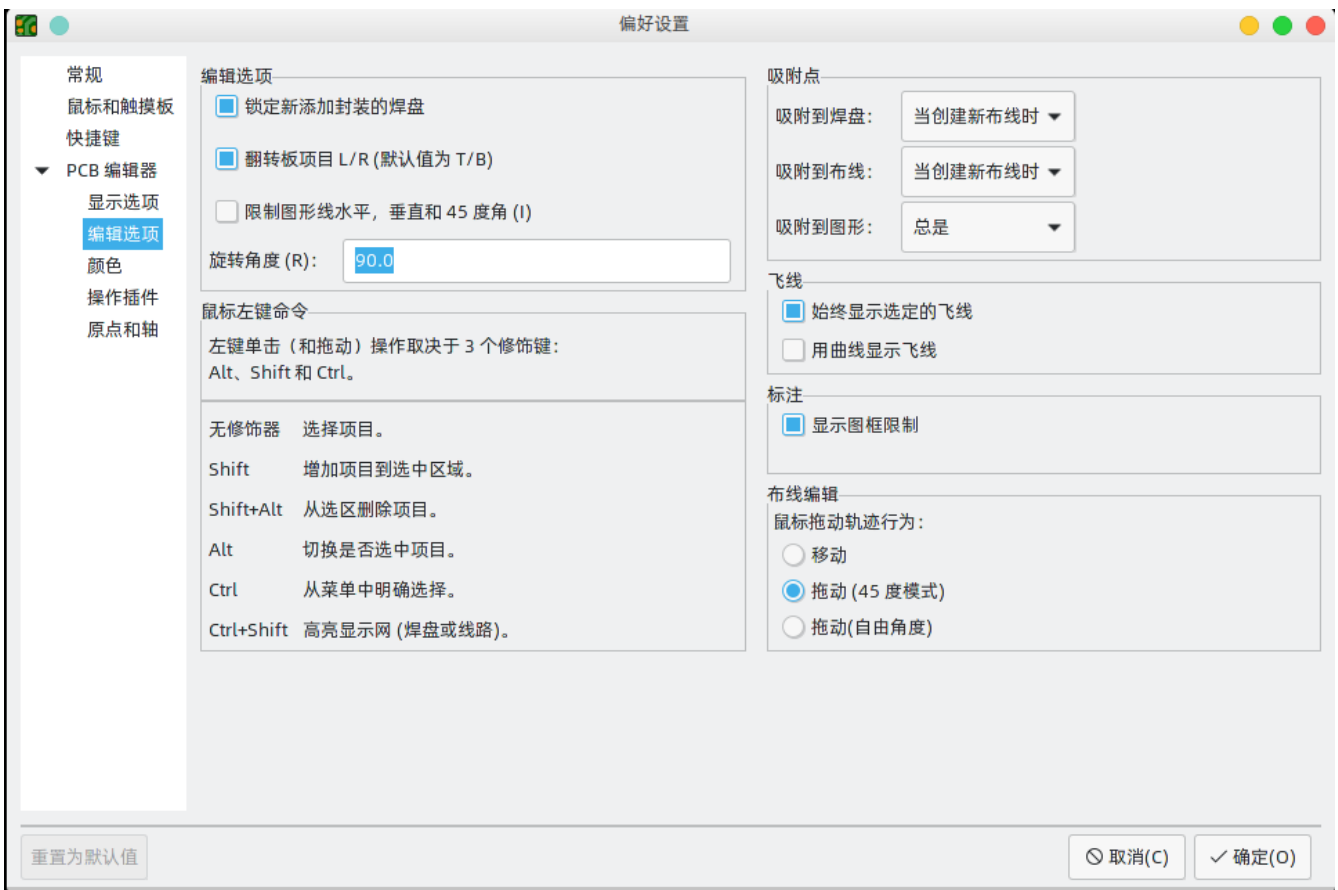 偏好设置
常规
鼠标和触摸板
快捷键
PCB 编辑器
显示选项
编辑选项
颜色
操作插件
原点和轴
编辑选项
锁定新添加封装的焊盘
翻转板项目 L/R (默认值为 T/B)
限制图形线水平，垂直和 45 度角 (I)
旋转角度 (R)： 90.0
鼠标左键命令
左键单击（和拖动）操作取决于 3 个修饰键：
Alt、Shift 和 Ctrl。
无修饰器 选择项目。
Shift 增加项目到选中区域。
Shift+Alt 从选区删除项目。
Alt 切换是否选中项目。
Ctrl 从菜单中明确选择。
Ctrl+Shift 高亮显示网 (焊盘或线路)。
吸附点
吸附到焊盘： 当创建新布线时
吸附到布线： 当创建新布线时
吸附到图形： 总是
飞线
始终显示选定的飞线
用曲线显示飞线
标注
显示图框限制
布线编辑
鼠标拖动轨迹行为：
移动
拖动 (45 度模式)
拖动(自由角度)
重置为默认值
取消(C)
确定(O)